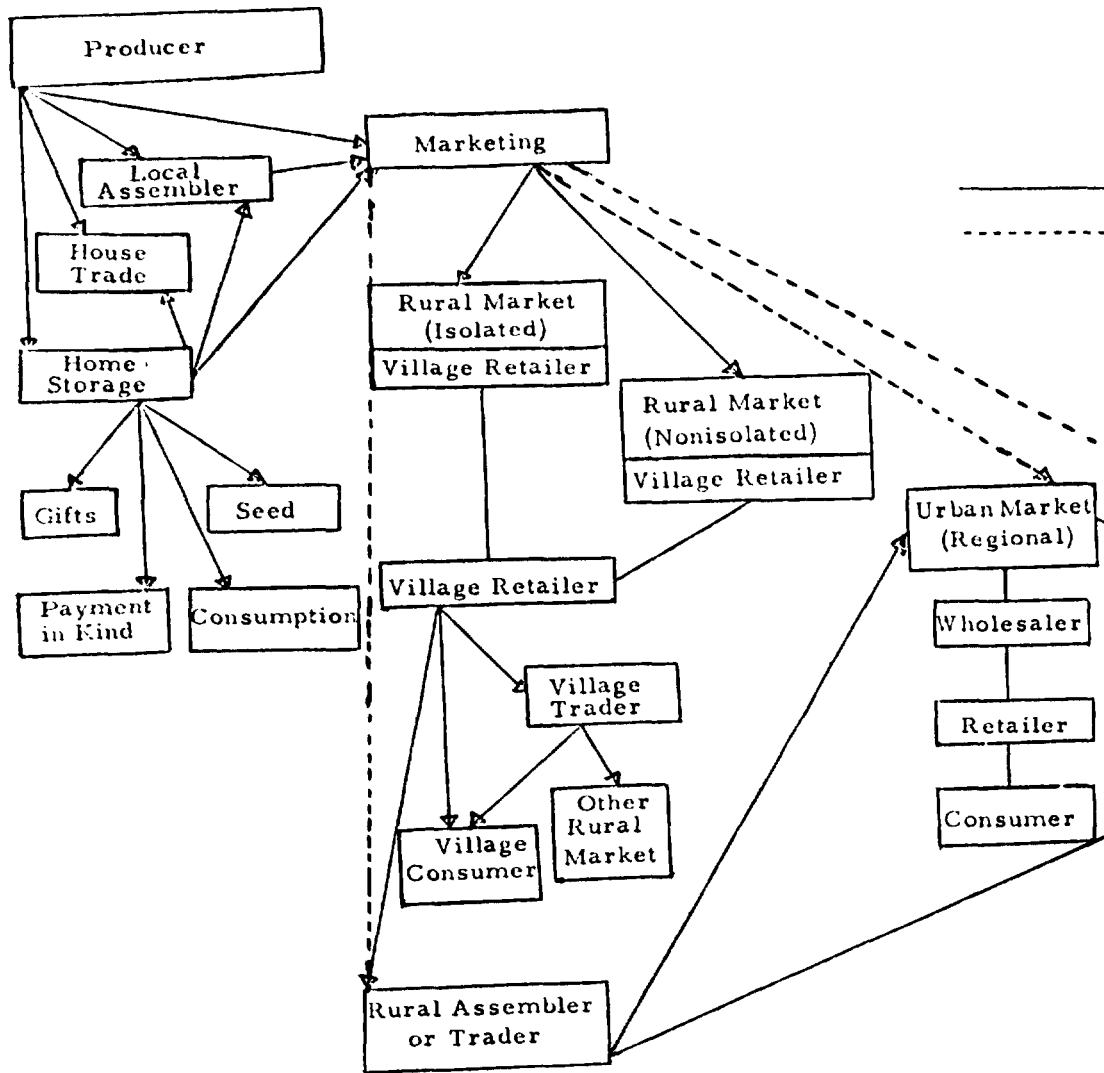 Producer
Marketing
Local
Assembler
House
Trade
Home
Storage
Gifts
Seed
Payment
in Kind
Consumption
Rural Market
(Isolated)
Village Retailer
Rural Market
(Nonisolated)
Village Retailer
Village Retailer
Village
Trader
Other
Rural
Market
Village
Consumer
Rural Assembler
or Trader
Urban Market
(Regional)
Wholesaler
Retailer
Consumer